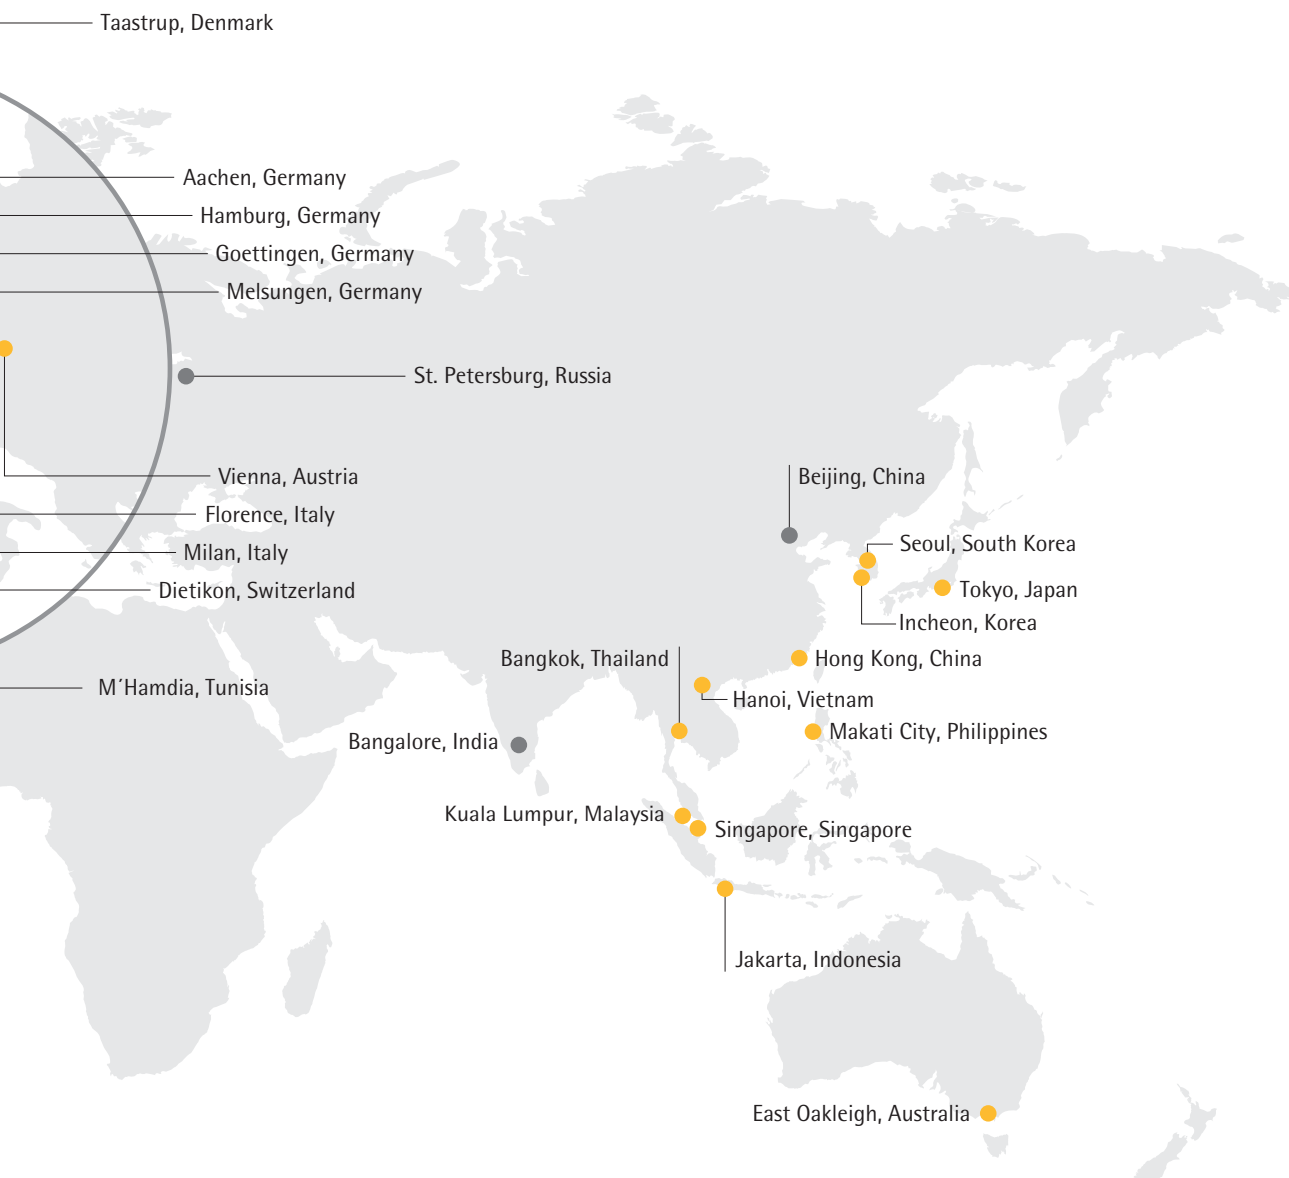 Taastrup, Denmark
Aachen, Germany
Hamburg, Germany
Goettingen, Germany
Melsungen, Germany
St. Petersburg, Russia
Vienna, Austria
Beijing, China
Florence, Italy
Seoul, South Korea
Milan, Italy
Dietikon, Switzerland
Tokyo, Japan
Incheon, Korea
Bangkok, Thailand
Hong Kong, China
M´Hamdia, Tunisia
Hanoi, Vietnam
Makati City, Philippines
Bangalore, India
Kuala Lumpur, Malaysia
Singapore, Singapore
Jakarta, Indonesia
East Oakleigh, Australia